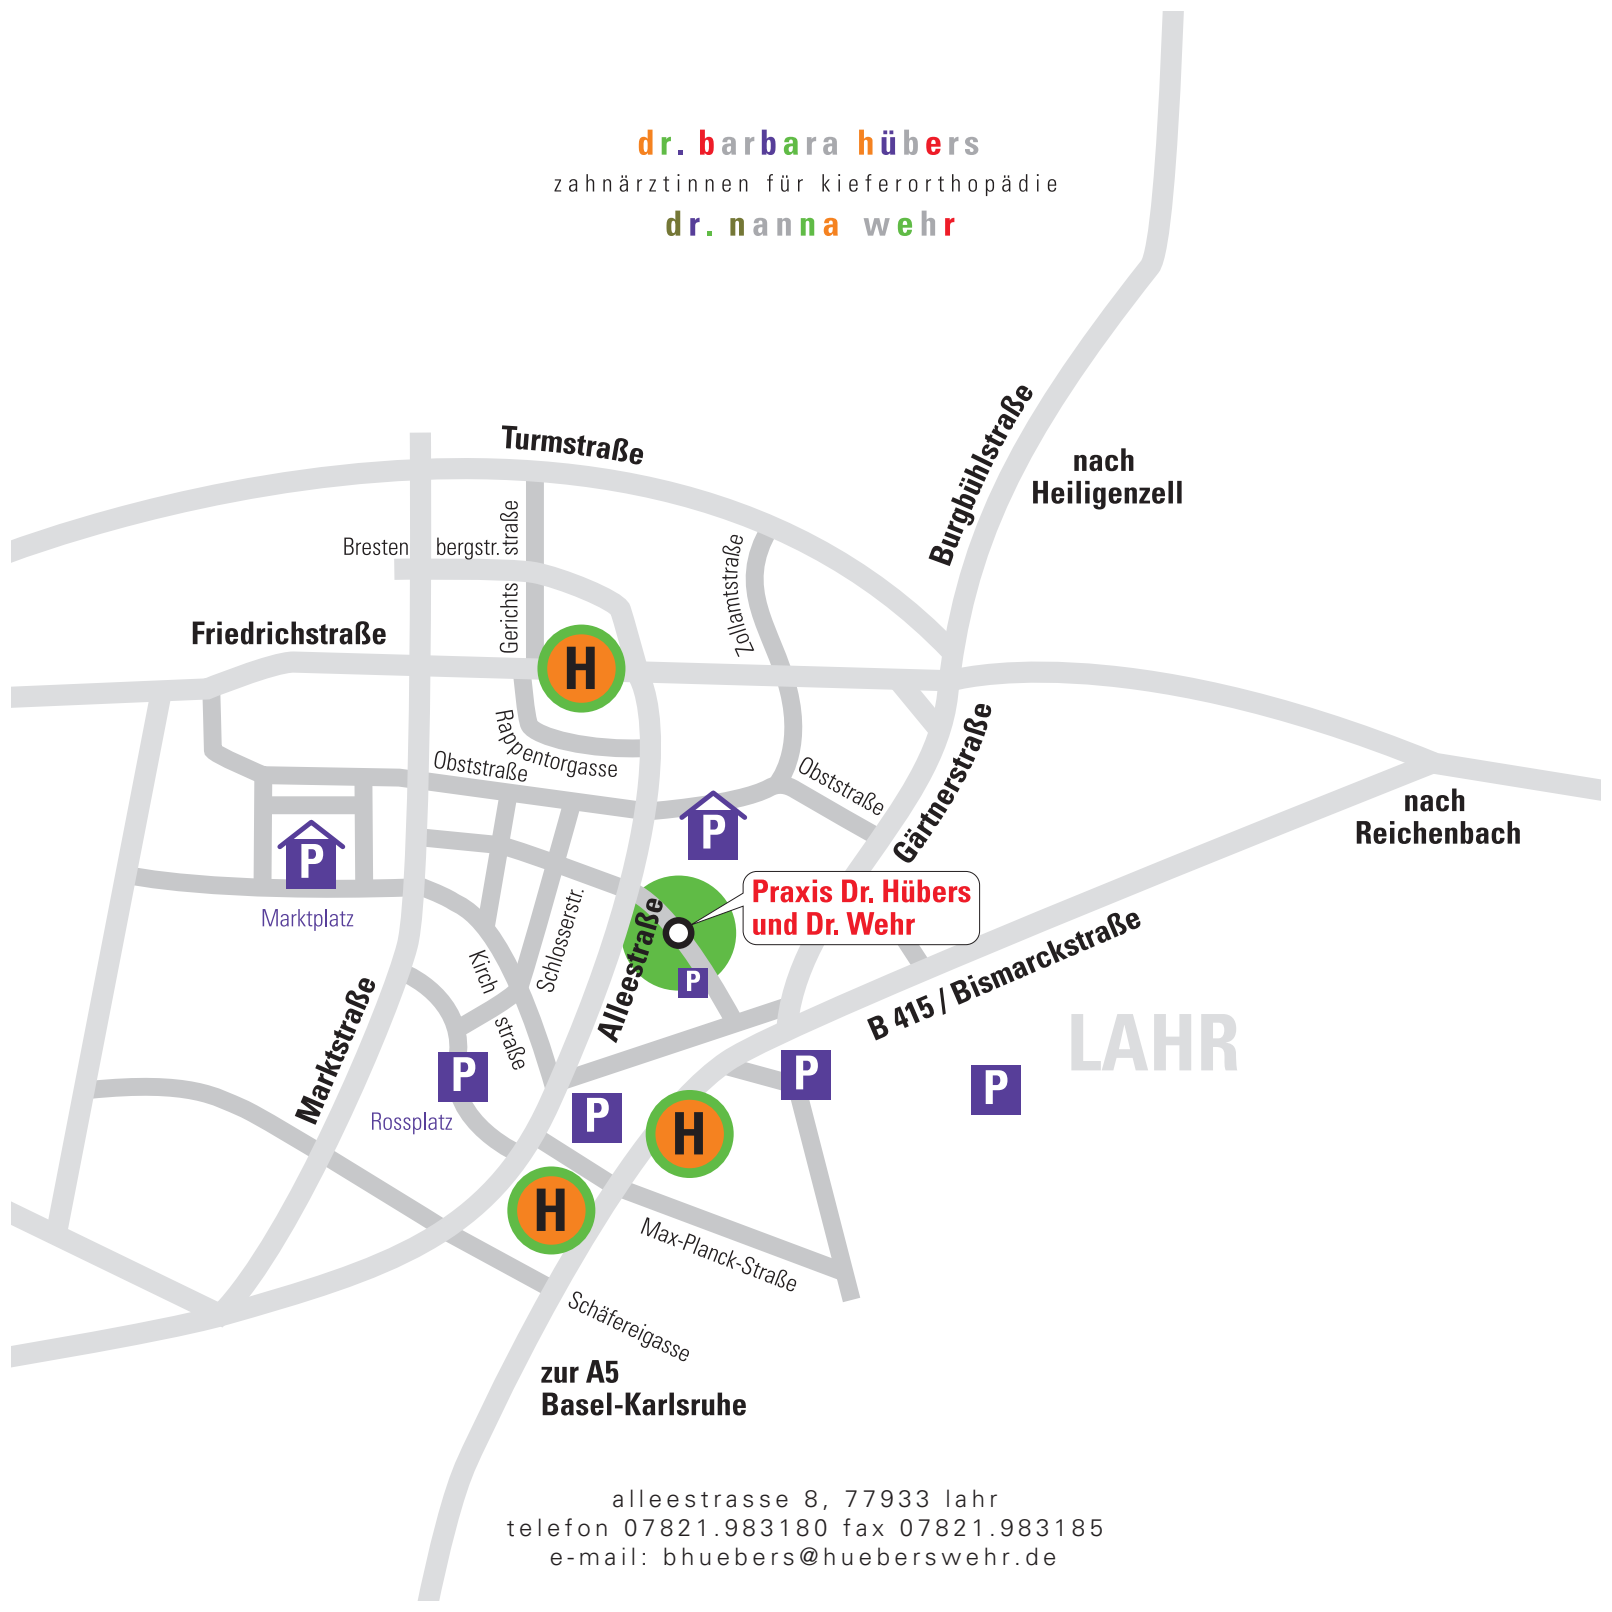 dr. barbara hübers
zahnärztinnen für kieferorthopädie
dr. nanna wehr
Turmstraße
Burgbühlstraße
nach
Heiligenzell
Bresten bergstr.
Gerichts straße
Zollamtstraße
Friedrichstraße
H
Rappentorgasse
Obststraße
Obststraße
Gärtnerstraße
nach
Reichenbach
P
P
Marktplatz
Praxis Dr. Hübers
und Dr. Wehr
Schlosserstr.
Alleestraße
Kirch
straße
P
B 415 / Bismarckstraße
LAHR
Marktstraße
P
P
P
P
Rossplatz
H
H
Max-Planck-Straße
Schäfereigasse
zur A5
Basel-Karlsruhe
alleestrasse 8, 77933 lahr
telefon 07821.983180 fax 07821.983185
e-mail: bhuebers@hueberswehr.de